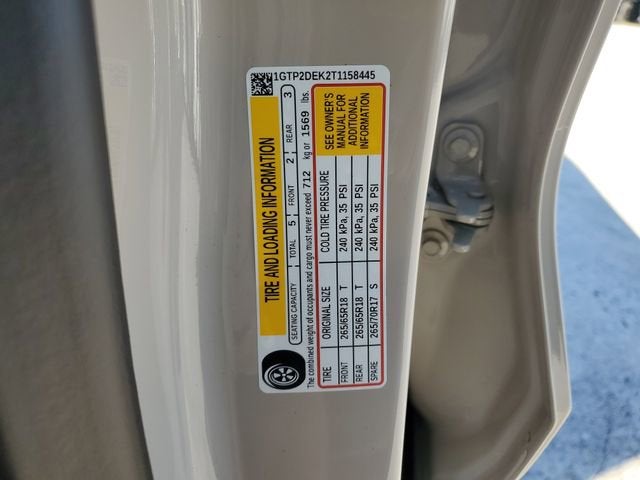 1GTP2DEK2T1158445
TIRE AND LOADING INFORMATION
SEATING CAPACITY TOTAL 5 FRONT 2 REAR 3
The combined weight of occupants and cargo must never exceed 712 kg or 1569 lbs.
TIRE ORIGINAL SIZE COLD TIRE PRESSURE
FRONT 265/65R18 T 240 kPa, 35 PSI
REAR 265/65R18 T 240 kPa, 35 PSI
SPARE 265/70R17 S 240 kPa, 35 PSI
SEE OWNER'S
MANUAL FOR
ADDITIONAL
INFORMATION